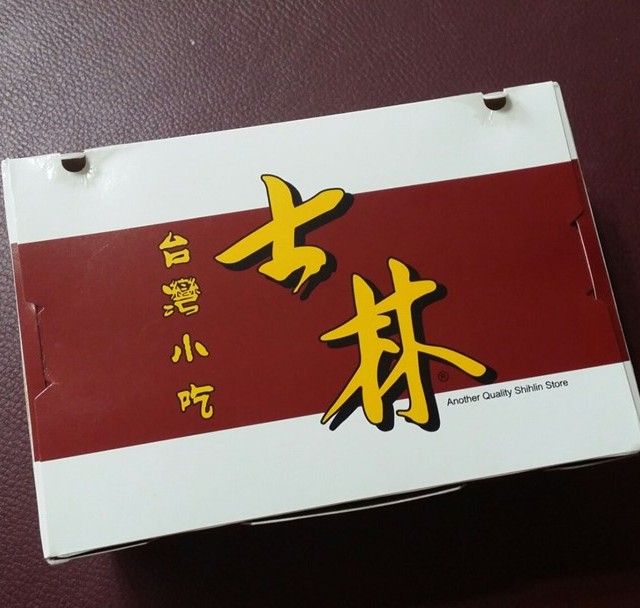 士林
台灣小吃
®
Another Quality Shihlin Store